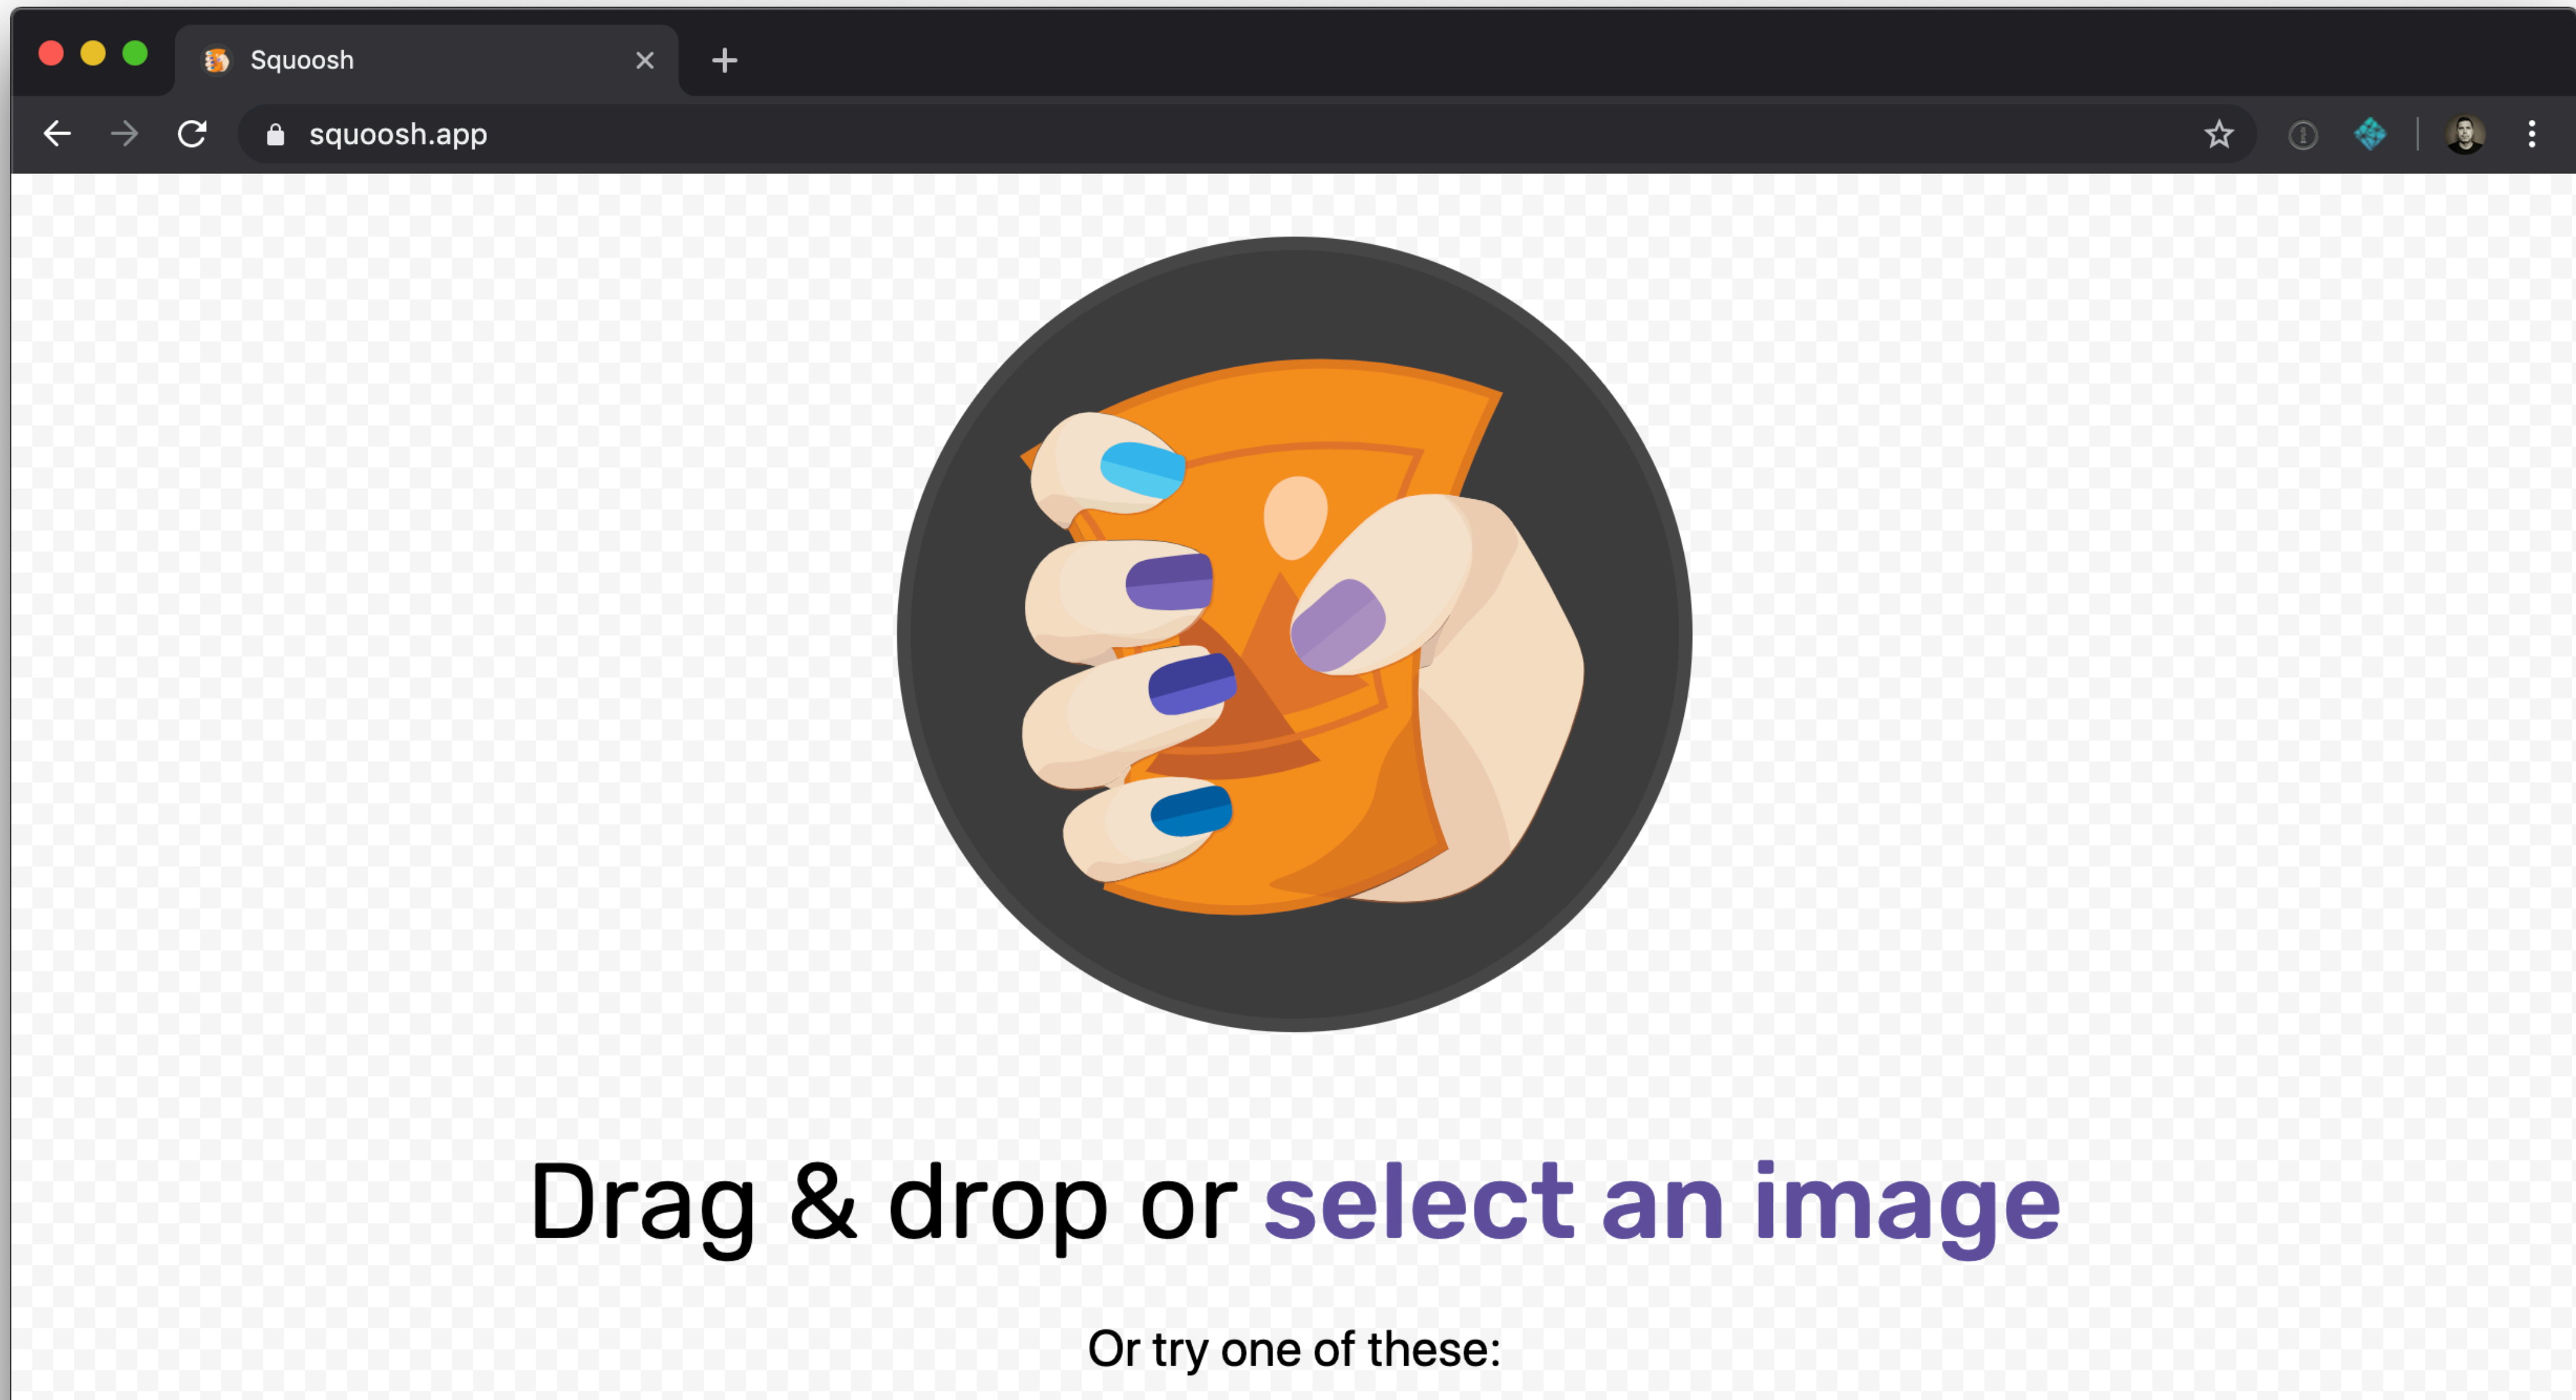 Squoosh
squoosh.app
Drag & drop or select an image
Or try one of these: